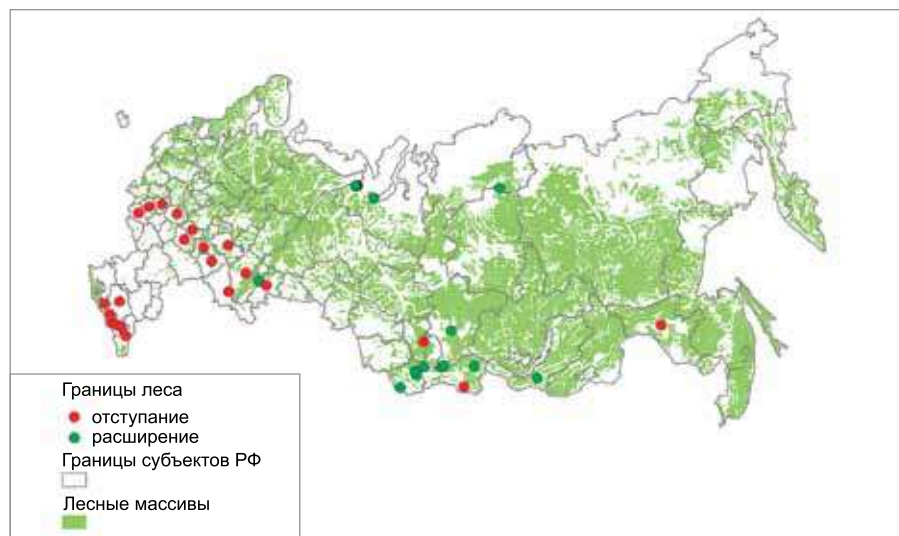 Границы леса
отступание
расширение
Границы субъектов РФ
Лесные массивы